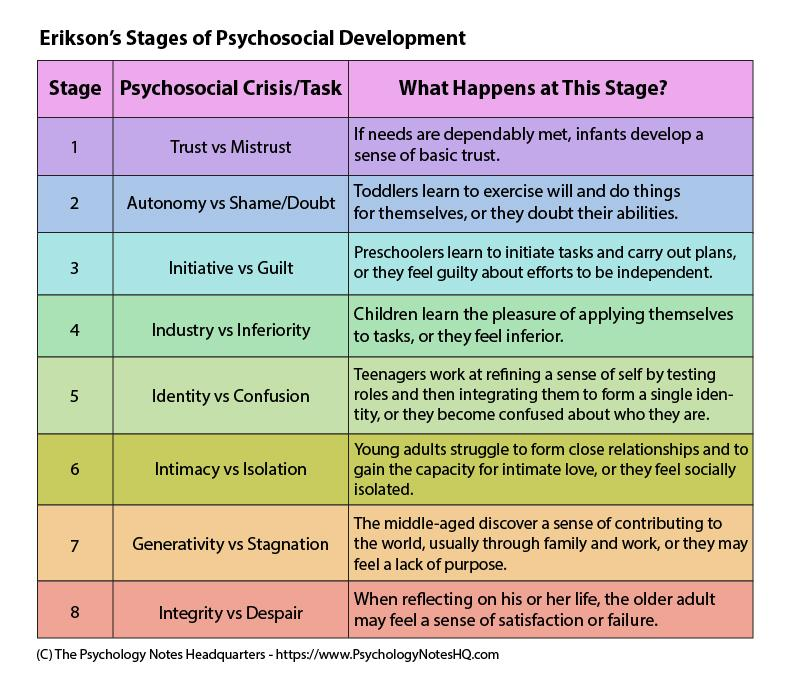 Erikson's Stages of Psychosocial Development
Stage
Psychosocial Crisis/Task
What Happens at This Stage?
1
Trust vs Mistrust
If needs are dependably met, infants develop a
sense of basic trust.
2
Autonomy vs Shame/Doubt
Toddlers learn to exercise will and do things
for themselves, or they doubt their abilities.
3
Initiative vs Guilt
Preschoolers learn to initiate tasks and carry out plans,
or they feel guilty about efforts to be independent.
4
Industry vs Inferiority
Children learn the pleasure of applying themselves
to tasks, or they feel inferior.
5
Identity vs Confusion
Teenagers work at refining a sense of self by testing
roles and then integrating them to form a single iden-
tity, or they become confused about who they are.
6
Intimacy vs Isolation
Young adults struggle to form close relationships and to
gain the capacity for intimate love, or they feel socially
isolated.
7
Generativity vs Stagnation
The middle-aged discover a sense of contributing to
the world, usually through family and work, or they may
feel a lack of purpose.
8
Integrity vs Despair
When reflecting on his or her life, the older adult
may feel a sense of satisfaction or failure.
(C) The Psychology Notes Headquarters - https://www.PsychologyNotesHQ.com